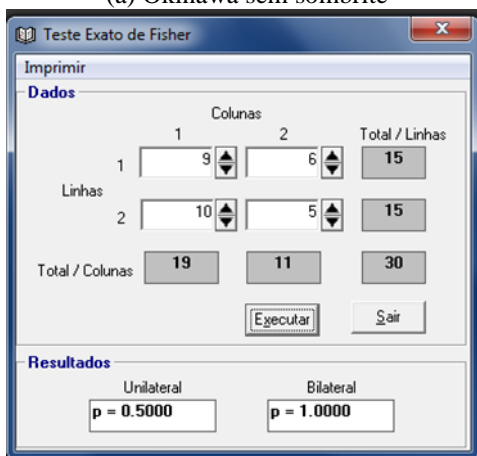 (a) Okinawa sem sombrite
Teste Exato de Fisher
Imprimir
Dados
Colunas
1 2 Total / Linhas
1 9 6 15
Linhas
2 10 5 15
Total / Colunas 19 11 30
Executar Sair
Resultados
Unilateral Bilateral
p = 0.5000 p = 1.0000